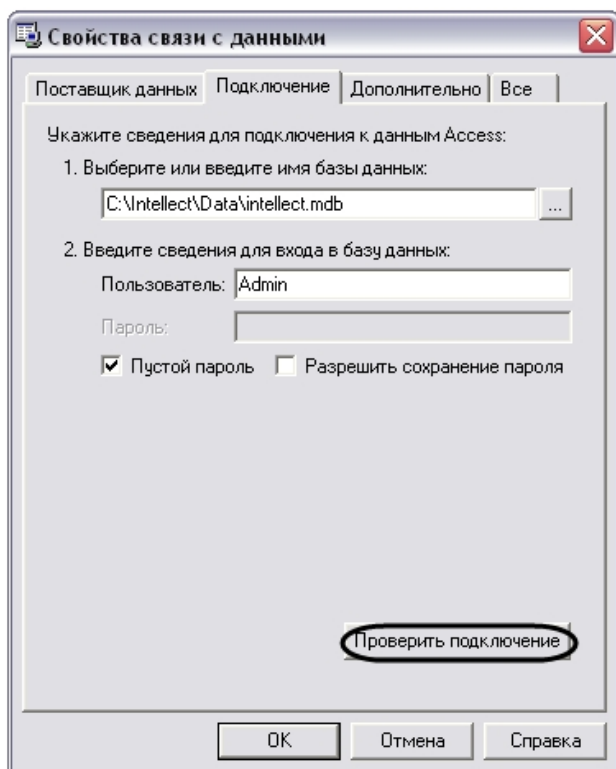 Свойства связи с данными
Поставщик данных Подключение Дополнительно Все
Укажите сведения для подключения к данным Access:
1. Выберите или введите имя базы данных:
C:\Intellect\Data\intellect.mdb ...
2. Введите сведения для входа в базу данных:
Пользователь: Admin
Пароль:
Пустой пароль Разрешить сохранение пароля
Проверить подключение
OK Отмена Справка